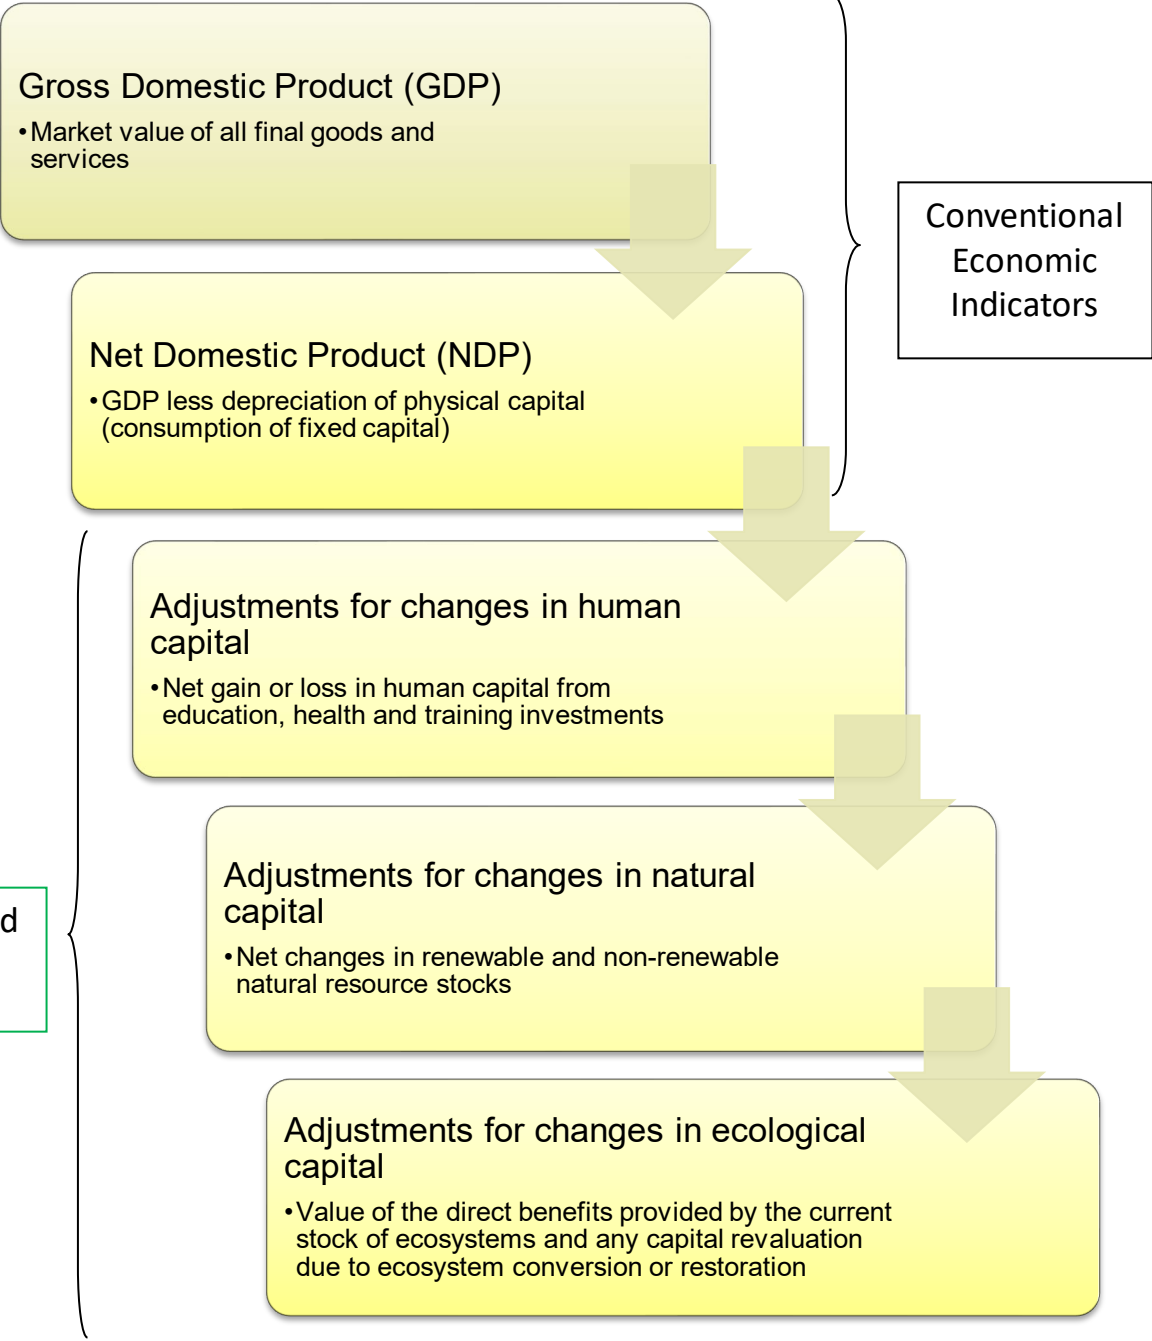 Gross Domestic Product (GDP)
•Market value of all final goods and
services
Conventional
Economic
Indicators
Net Domestic Product (NDP)
•GDP less depreciation of physical capital
(consumption of fixed capital)
Adjustments for changes in human
capital
•Net gain or loss in human capital from
education, health and training investments
Adjustments for changes in natural
capital
•Net changes in renewable and non-renewable
natural resource stocks
Adjustments for changes in ecological
capital
•Value of the direct benefits provided by the current
stock of ecosystems and any capital revaluation
due to ecosystem conversion or restoration